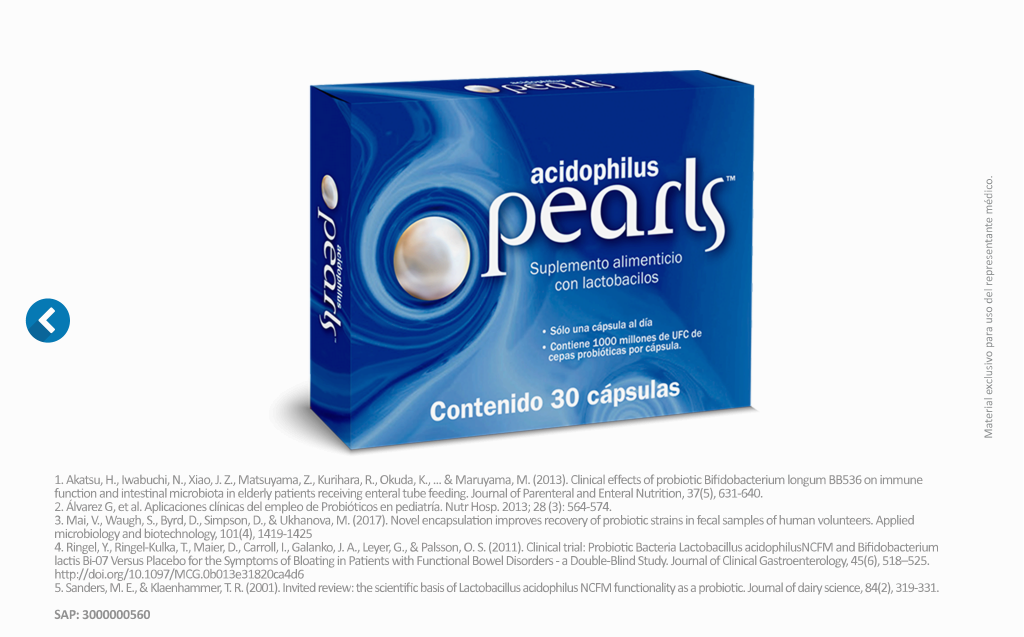 acidophilus
pearls
acidophilus
pearls™
Suplemento alimenticio
con lactobacilos
• Sólo una cápsula al día
• Contiene 1000 millones de UFC de
cepas probióticas por cápsula.
Contenido 30 cápsulas
acidophilus
pearls
Material exclusivo para uso del representante médico.
1. Akatsu, H., Iwabuchi, N., Xiao, J. Z., Matsuyama, Z., Kurihara, R., Okuda, K., ... & Maruyama, M. (2013). Clinical effects of probiotic Bifidobacterium longum BB536 on immune
function and intestinal microbiota in elderly patients receiving enteral tube feeding. Journal of Parenteral and Enteral Nutrition, 37(5), 631-640.
2. Álvarez G, et al. Aplicaciones clínicas del empleo de Probióticos en pediatría. Nutr Hosp. 2013; 28 (3): 564-574.
3. Mai, V., Waugh, S., Byrd, D., Simpson, D., & Ukhanova, M. (2017). Novel encapsulation improves recovery of probiotic strains in fecal samples of human volunteers. Applied
microbiology and biotechnology, 101(4), 1419-1425
4. Ringel, Y., Ringel-Kulka, T., Maier, D., Carroll, I., Galanko, J. A., Leyer, G., & Palsson, O. S. (2011). Clinical trial: Probiotic Bacteria Lactobacillus acidophilusNCFM and Bifidobacterium
lactis Bi-07 Versus Placebo for the Symptoms of Bloating in Patients with Functional Bowel Disorders - a Double-Blind Study. Journal of Clinical Gastroenterology, 45(6), 518–525.
http://doi.org/10.1097/MCG.0b013e31820ca4d6
5. Sanders, M. E., & Klaenhammer, T. R. (2001). Invited review: the scientific basis of Lactobacillus acidophilus NCFM functionality as a probiotic. Journal of dairy science, 84(2), 319-331.
SAP: 3000000560